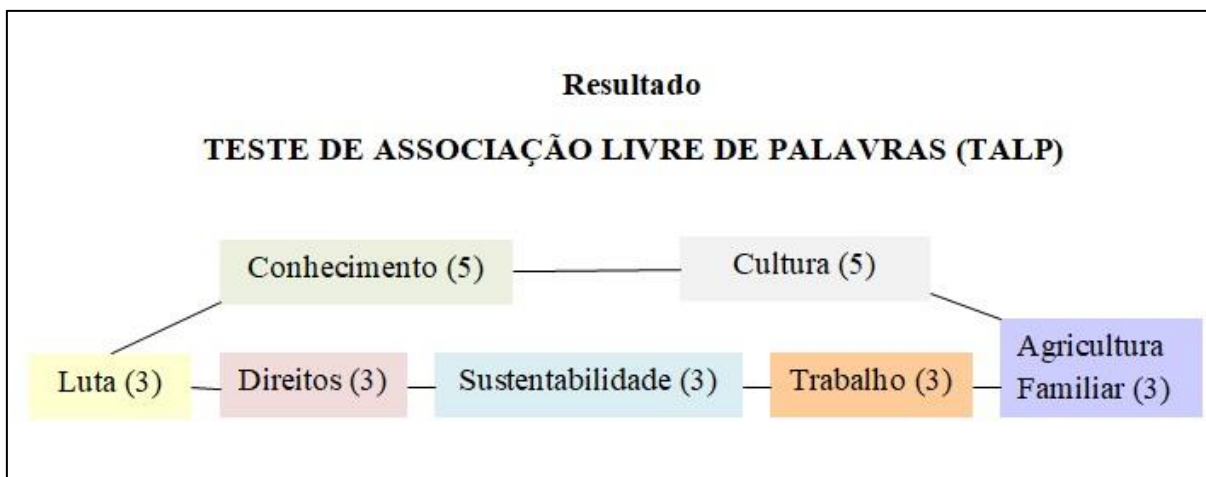 Resultado
TESTE DE ASSOCIAÇÃO LIVRE DE PALAVRAS (TALP)
Conhecimento (5)
Cultura (5)
Luta (3)
Direitos (3)
Sustentabilidade (3)
Trabalho (3)
Agricultura
Familiar (3)